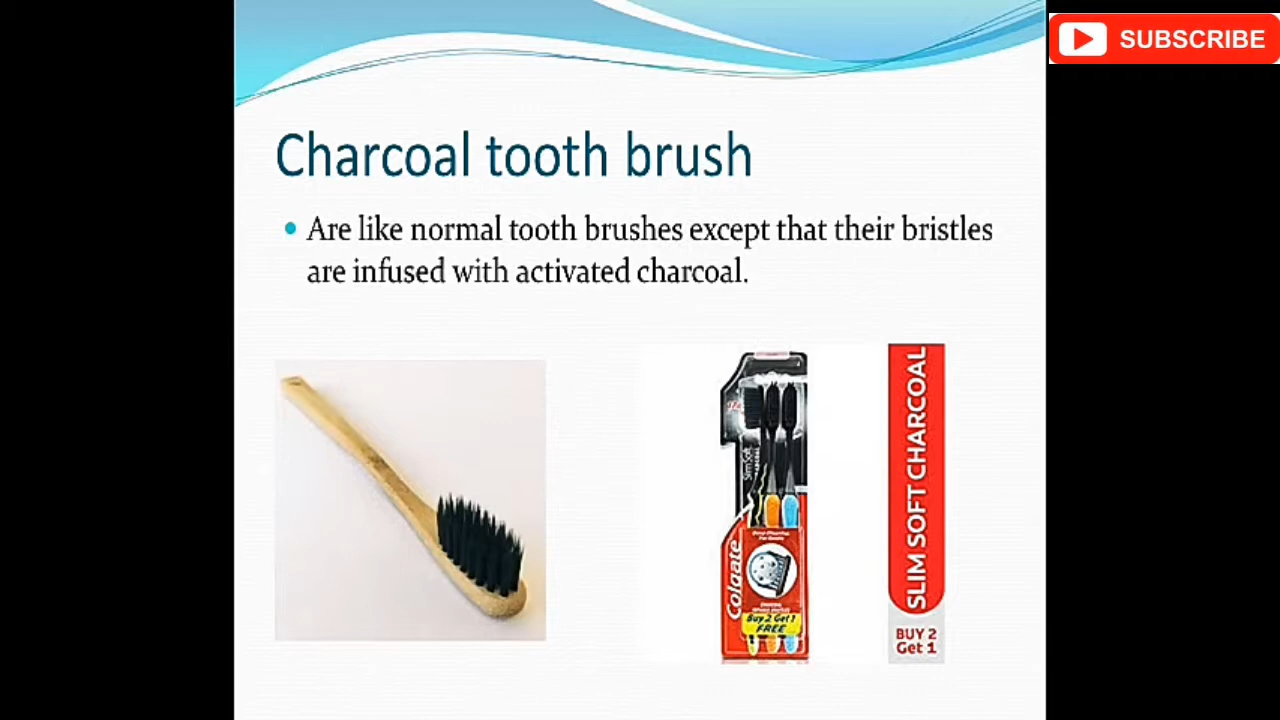 SUBSCRIBE
Charcoal tooth brush
Are like normal tooth brushes except that their bristles
are infused with activated charcoal.
SlimSoft
Colgate
Buy 2 Get 1
FREE
SLIM SOFT CHARCOAL
BUY 2
Get 1